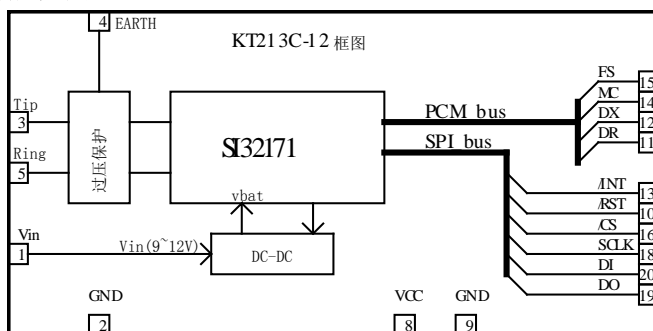 4 EARTH
KT213C-12 框图
FS
15
MC
14
DX
12
DR
11
Tip
3
Ring
5
过压保护
SI32171
PCM bus
SPI bus
vbat
/INT
13
/RST
10
/CS
16
SCLK
18
DI
20
DO
19
Vin
1
Vin(9~12V)
DC-DC
GND
2
VCC
8
GND
9